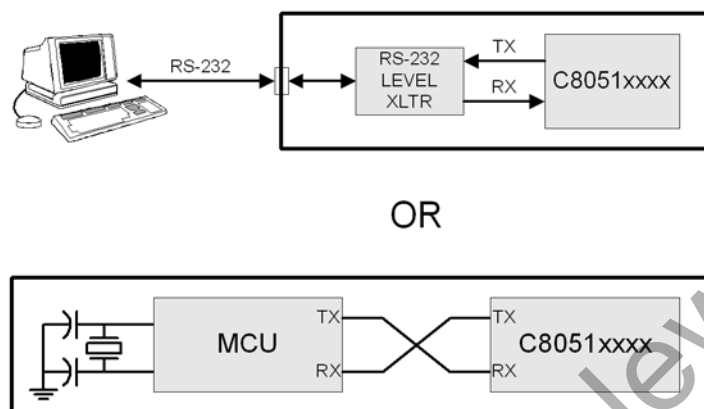 RS-232
RS-232
LEVEL
XLTR
TX
RX
C8051xxxx
OR
MCU
TX
RX
TX
RX
C8051xxxx